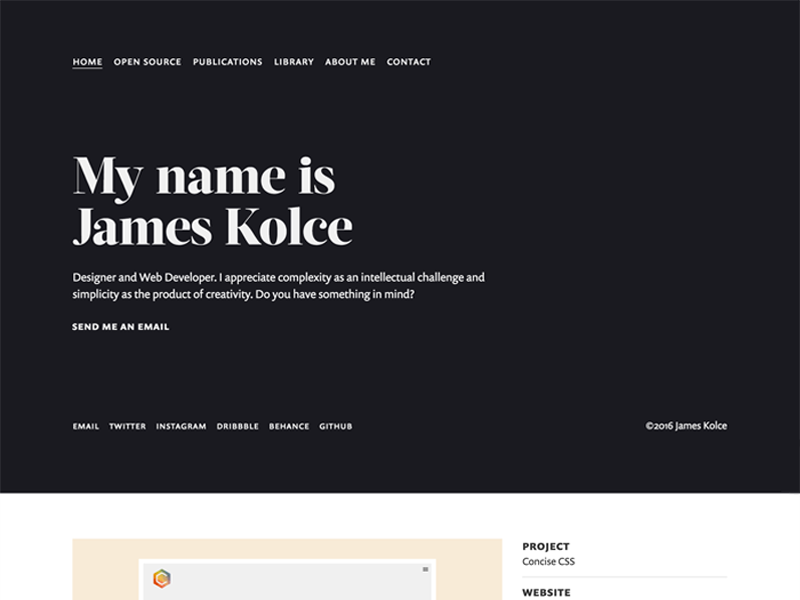 HOME OPEN SOURCE PUBLICATIONS LIBRARY ABOUT ME CONTACT
My name is
James Kolce
Designer and Web Developer. I appreciate complexity as an intellectual challenge and
simplicity as the product of creativity. Do you have something in mind?
SEND ME AN EMAIL
EMAIL TWITTER INSTAGRAM DRIBBBLE BEHANCE GITHUB
©2016 James Kolce
PROJECT
Concise CSS
WEBSITE